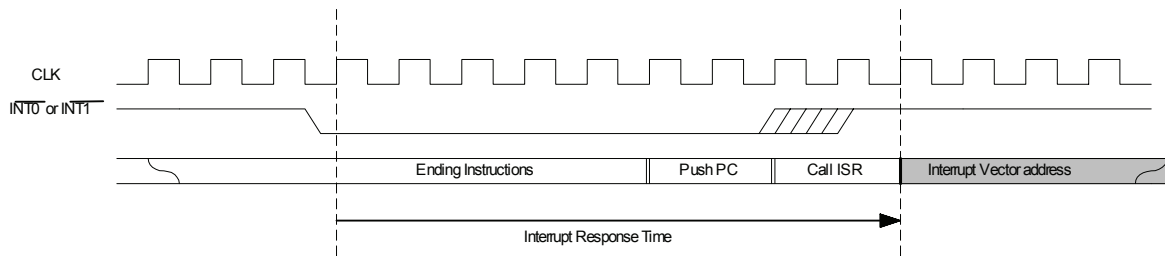 CLK
INT0 or INT1
Ending Instructions Push PC Call ISR Interrupt Vector address
Interrupt Response Time